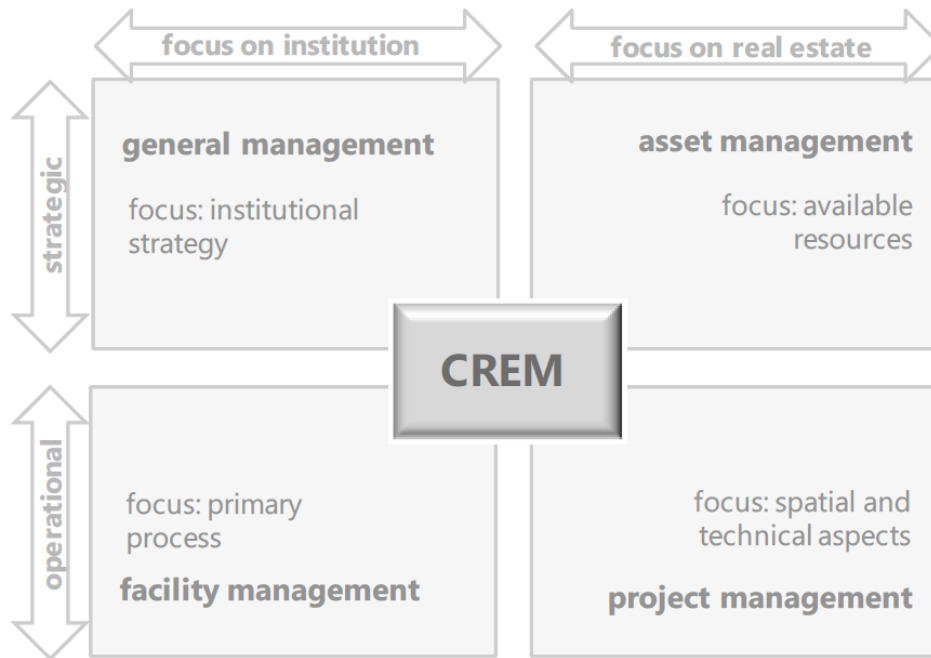 focus on institution
focus on real estate
strategic
general management
focus: institutional
strategy
asset management
focus: available
resources
CREM
operational
focus: primary
process
facility management
focus: spatial and
technical aspects
project management